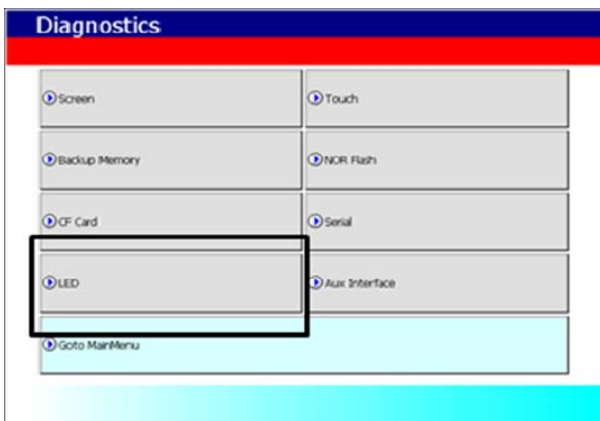 Diagnostics
Screen
Touch
Backup Memory
NOR Flash
CF Card
Serial
LED
Aux Interface
Goto MainMenu